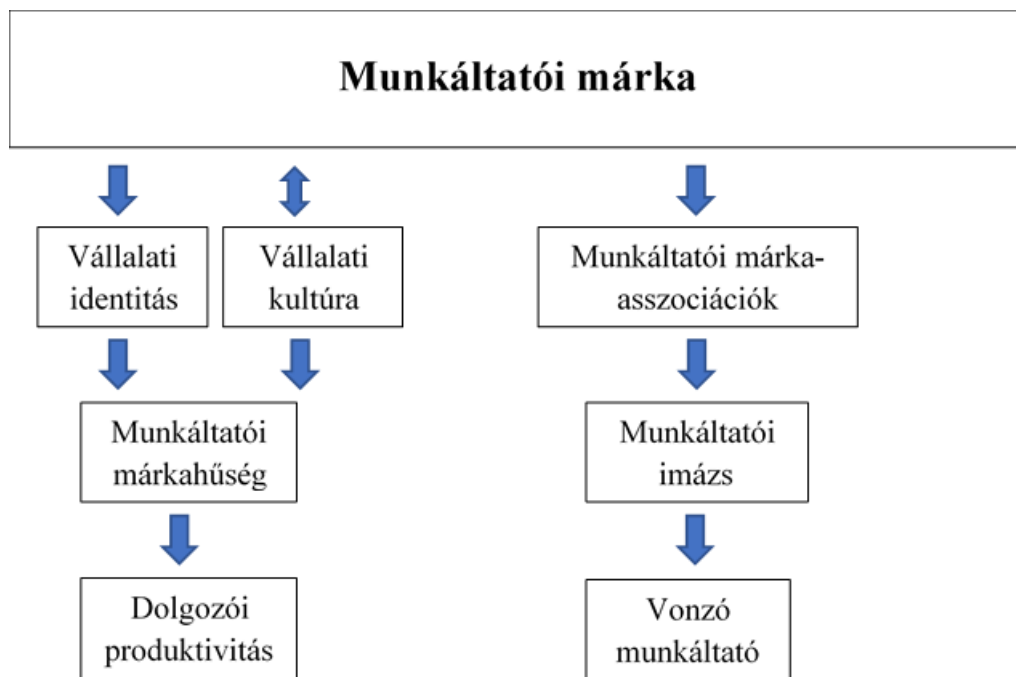 Munkáltatói márka
Vállalati
identitás
Vállalati
kultúra
Munkáltatói márka-
asszociációk
Munkáltatói
márkahűség
Munkáltatói
imázs
Dolgozói
produktivitás
Vonzó
munkáltató